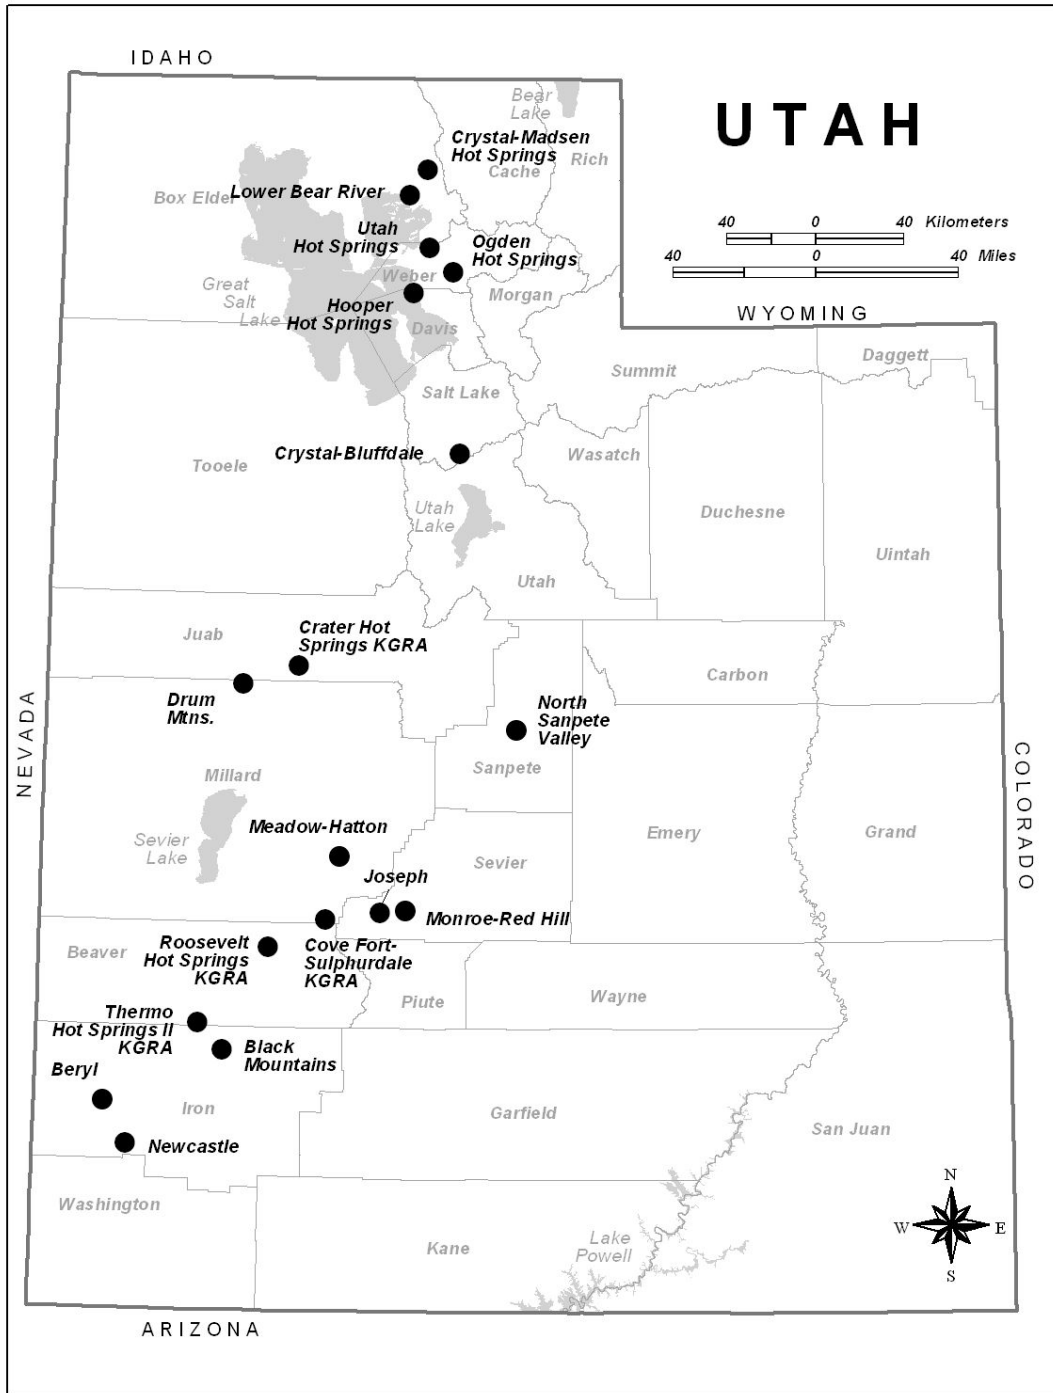 IDAHO
UTAH
Bear
Lake
Crystal-Madsen
Hot Springs
Cache
Rich
Box Elder
Lower Bear River
Utah
Hot Springs
Ogden
Hot Springs
40 0 40 Kilometers
40 0 40 Miles
Weber
Morgan
Great
Salt
Lake
Hooper
Hot Springs
Davis
WYOMING
Daggett
Summit
Salt Lake
Crystal-Bluffdale
Wasatch
Tooele
Utah
Lake
Duchesne
Uintah
Utah
Juab
Crater Hot
Springs KGRA
Carbon
Drum
Mtns.
North
Sanpete
Valley
NEVADA
COLORADO
Sanpete
Millard
Meadow-Hatton
Emery
Grand
Sevier
Lake
Sevier
Joseph
Monroe-Red Hill
Beaver
Roosevelt
Hot Springs
KGRA
Cove Fort-
Sulphurdale
KGRA
Piute
Wayne
Thermo
Hot Springs II
KGRA
Black
Mountains
Beryl
Iron
Garfield
San Juan
Newcastle
Washington
Kane
Lake
Powell
N
W E
S
ARIZONA